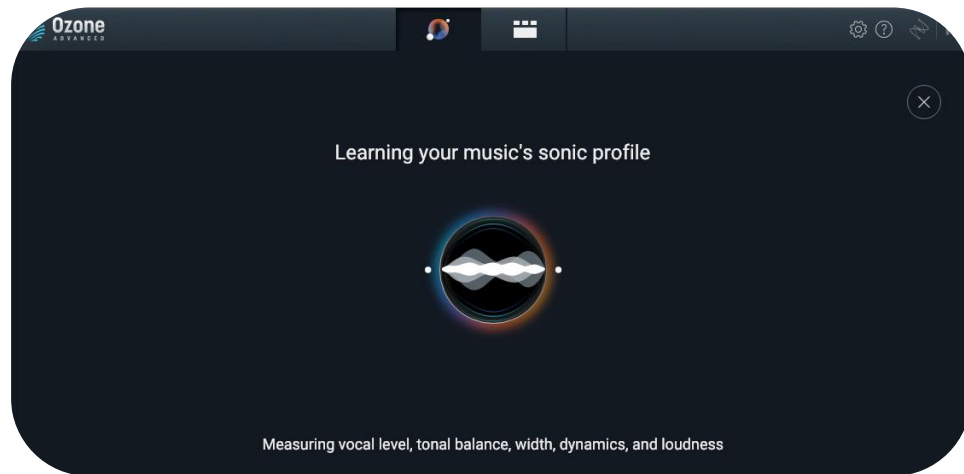 Ozone
ADVANCED
Learning your music's sonic profile
Measuring vocal level, tonal balance, width, dynamics, and loudness